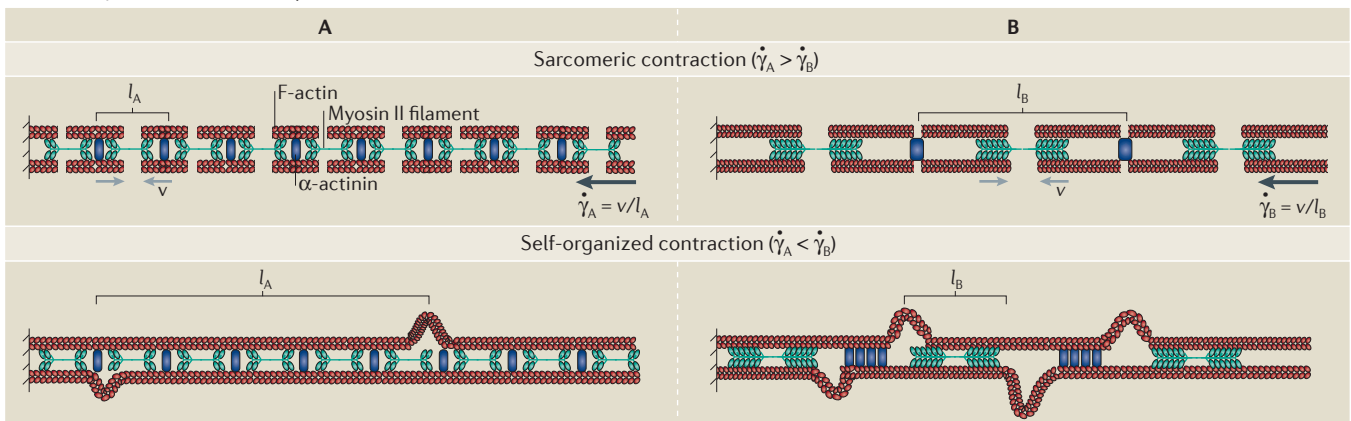 A B
Sarcomeric contraction (γ̇A > γ̇B)
lA
F-actin
Myosin II filament
lB
v
α-actinin
γ̇A = v/lA
v
γ̇B = v/lB
Self-organized contraction (γ̇A < γ̇B)
lA
lB